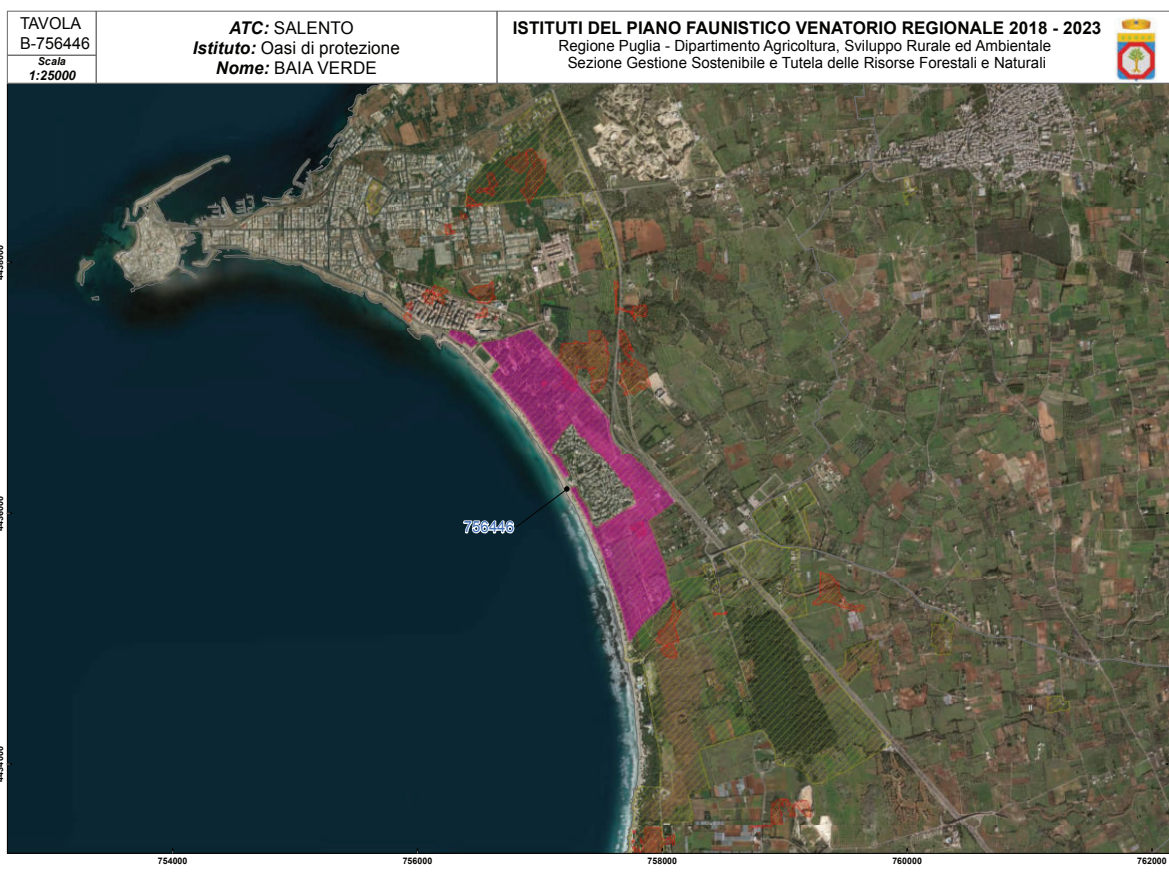 TAVOLA
B-756446
Scala
1:25000
ATC: SALENTO
Istituto: Oasi di protezione
Nome: BAIA VERDE
ISTITUTI DEL PIANO FAUNISTICO VENATORIO REGIONALE 2018 - 2023
Regione Puglia - Dipartimento Agricoltura, Sviluppo Rurale ed Ambientale
Sezione Gestione Sostenibile e Tutela delle Risorse Forestali e Naturali
756446
754000
756000
758000
760000
762000